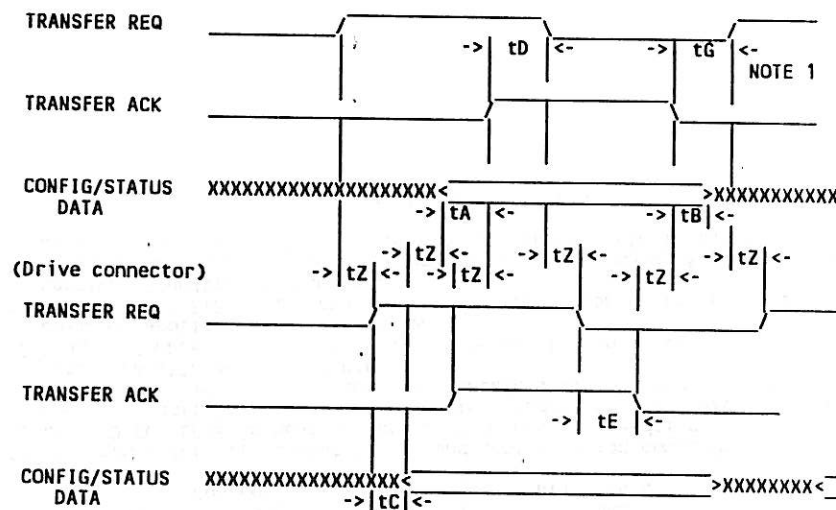 TRANSFER REQ
-> tD <- -> tG <-
NOTE 1
TRANSFER ACK
CONFIG/STATUS XXXXXXXXXXXXXXXXXXXX< >XXXXXXXXXXX
DATA
-> tA <- -> tB <-
(Drive connector) -> tZ <- -> tZ <- -> tZ <- -> tZ <- -> tZ <- -> tZ <-
TRANSFER REQ
TRANSFER ACK
-> tE <-
CONFIG/STATUS XXXXXXXXXXXXXXXXX< >XXXXXXXX<
DATA
-> tC <-